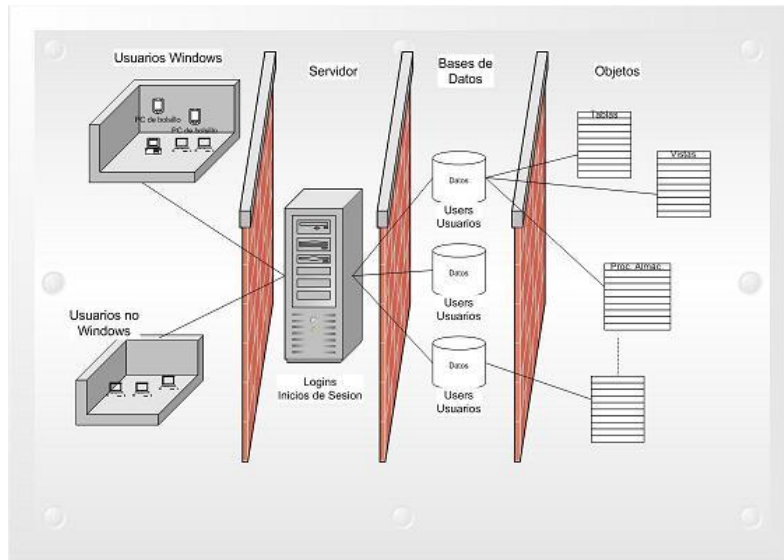 Usuarios Windows
Servidor
Bases de
Datos
Objetos
PC de bolsillo
PC de bolsillo
Tablas
Vistas
Datos
Users
Usuarios
Datos
Users
Usuarios
Proc. Almac.
Usuarios no
Windows
Datos
Users
Usuarios
Logins
Inicios de Sesion